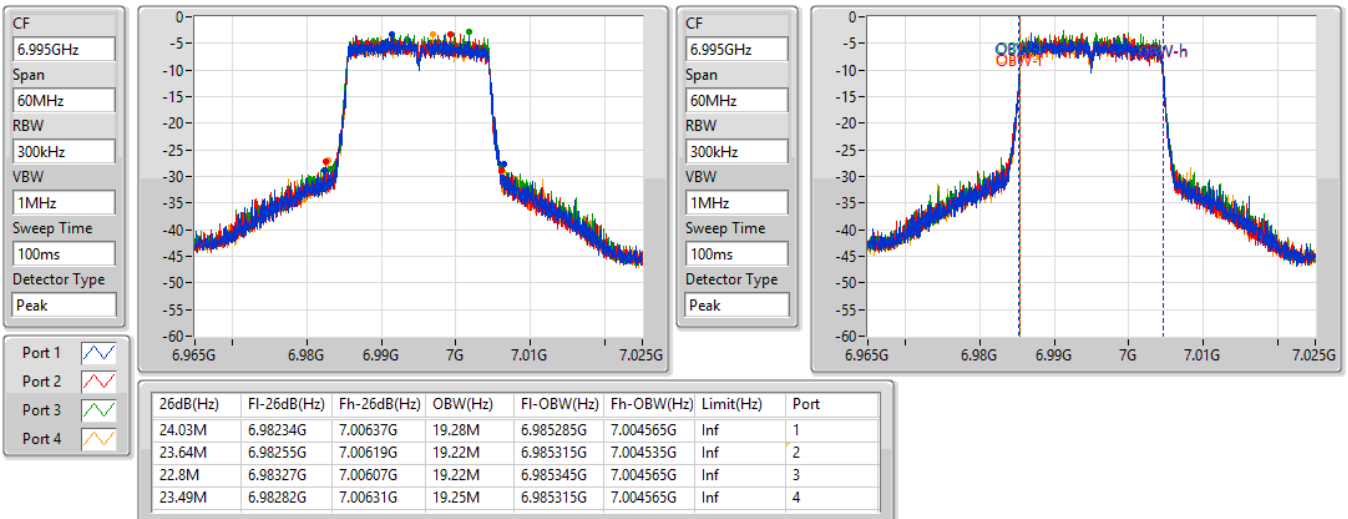 CF
6.995GHz
Span
60MHz
RBW
300kHz
VBW
1MHz
Sweep Time
100ms
Detector Type
Peak
0
-5
-10
-15
-20
-25
-30
-35
-40
-45
-50
-55
-60
6.965G 6.98G 6.99G 7G 7.01G 7.025G
CF
6.995GHz
Span
60MHz
RBW
300kHz
VBW
1MHz
Sweep Time
100ms
Detector Type
Peak
0
-5
-10
-15
-20
-25
-30
-35
-40
-45
-50
-55
-60
OBW-l
6.965G 6.98G 6.99G 7G 7.01G 7.025G
Port 1
Port 2
Port 3
Port 4
26dB(Hz) Fl-26dB(Hz) Fh-26dB(Hz) OBW(Hz) Fl-OBW(Hz) Fh-OBW(Hz) Limit(Hz) Port
24.03M 6.98234G 7.00637G 19.28M 6.985285G 7.004565G Inf 1
23.64M 6.98255G 7.00619G 19.22M 6.985315G 7.004535G Inf 2
22.8M 6.98327G 7.00607G 19.22M 6.985345G 7.004565G Inf 3
23.49M 6.98282G 7.00631G 19.25M 6.985315G 7.004565G Inf 4